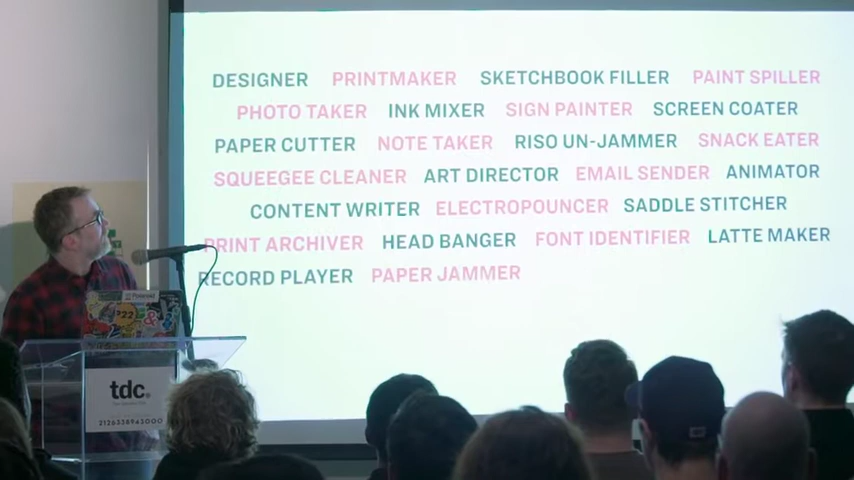 DESIGNER PRINTMAKER SKETCHBOOK FILLER PAINT SPILLER
PHOTO TAKER INK MIXER SIGN PAINTER SCREEN COATER
PAPER CUTTER NOTE TAKER RISO UN-JAMMER SNACK EATER
SQUEEGEE CLEANER ART DIRECTOR EMAIL SENDER ANIMATOR
CONTENT WRITER ELECTROPOUNCER SADDLE STITCHER
PRINT ARCHIVER HEAD BANGER FONT IDENTIFIER LATTE MAKER
RECORD PLAYER PAPER JAMMER
Polaroid
tdc.
2126338943000